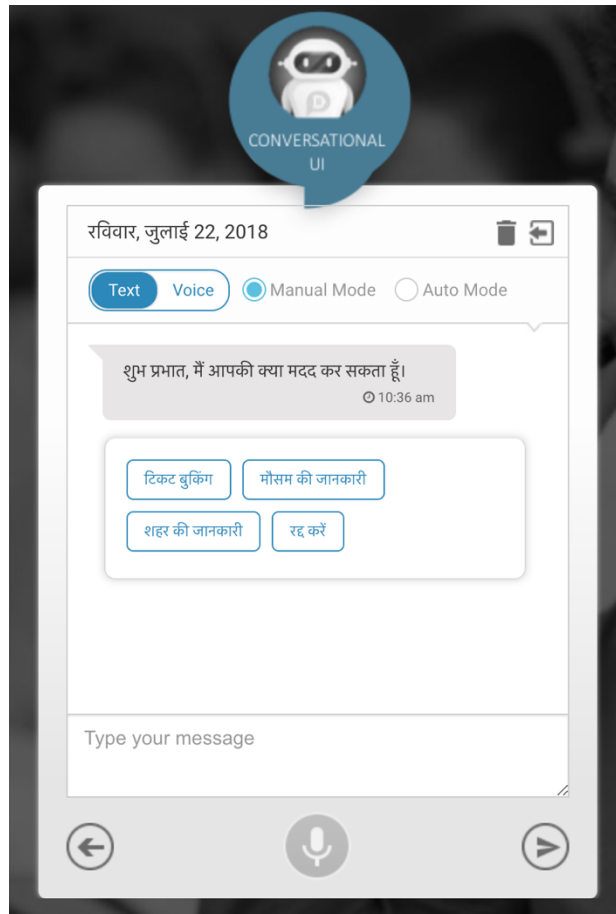 CONVERSATIONAL
UI
रविवार, जुलाई 22, 2018
Text Voice Manual Mode Auto Mode
शुभ प्रभात, मैं आपकी क्या मदद कर सकता हूँ।
10:36 am
टिकट बुकिंग मौसम की जानकारी
शहर की जानकारी रद्द करें
Type your message